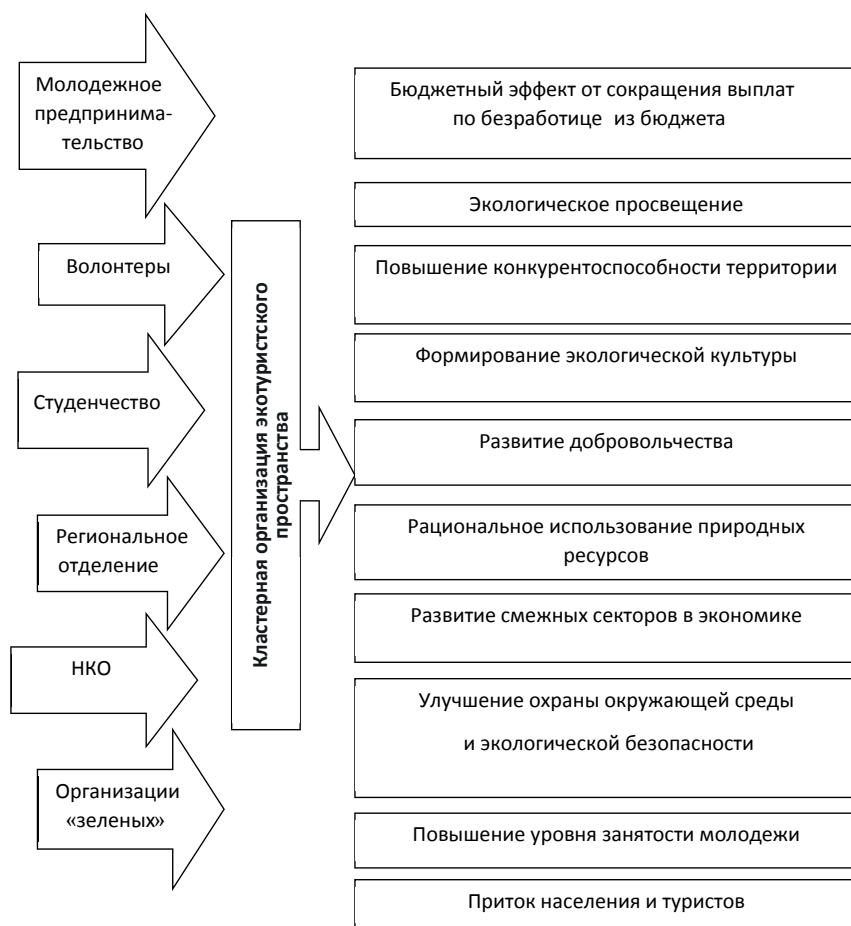 Молодежное
предпринима-
тельство
Волонтеры
Студенчество
Региональное
отделение
НКО
Организации
«зеленых»
Кластерная организация экотуристского
пространства
Бюджетный эффект от сокращения выплат
по безработице из бюджета
Экологическое просвещение
Повышение конкурентоспособности территории
Формирование экологической культуры
Развитие добровольчества
Рациональное использование природных
ресурсов
Развитие смежных секторов в экономике
Улучшение охраны окружающей среды
и экологической безопасности
Повышение уровня занятости молодежи
Приток населения и туристов